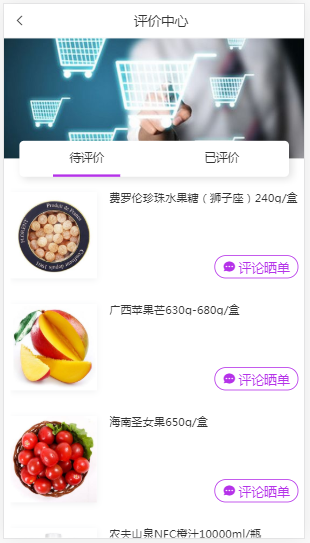 评价中心
待评价
已评价
费罗伦珍珠水果糖（狮子座）240g/盒
评论晒单
广西苹果芒630g-680g/盒
评论晒单
海南圣女果650g/盒
评论晒单
农夫山泉NFC橙汁10000ml/瓶